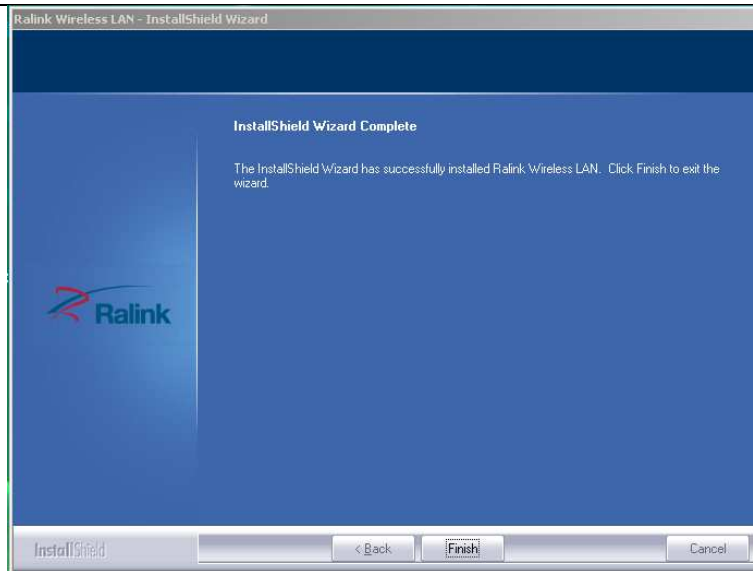 Ralink Wireless LAN - InstallShield Wizard
InstallShield Wizard Complete
The InstallShield Wizard has successfully installed Ralink Wireless LAN. Click Finish to exit the
wizard.
Ralink
InstallShield
< Back
Finish
Cancel